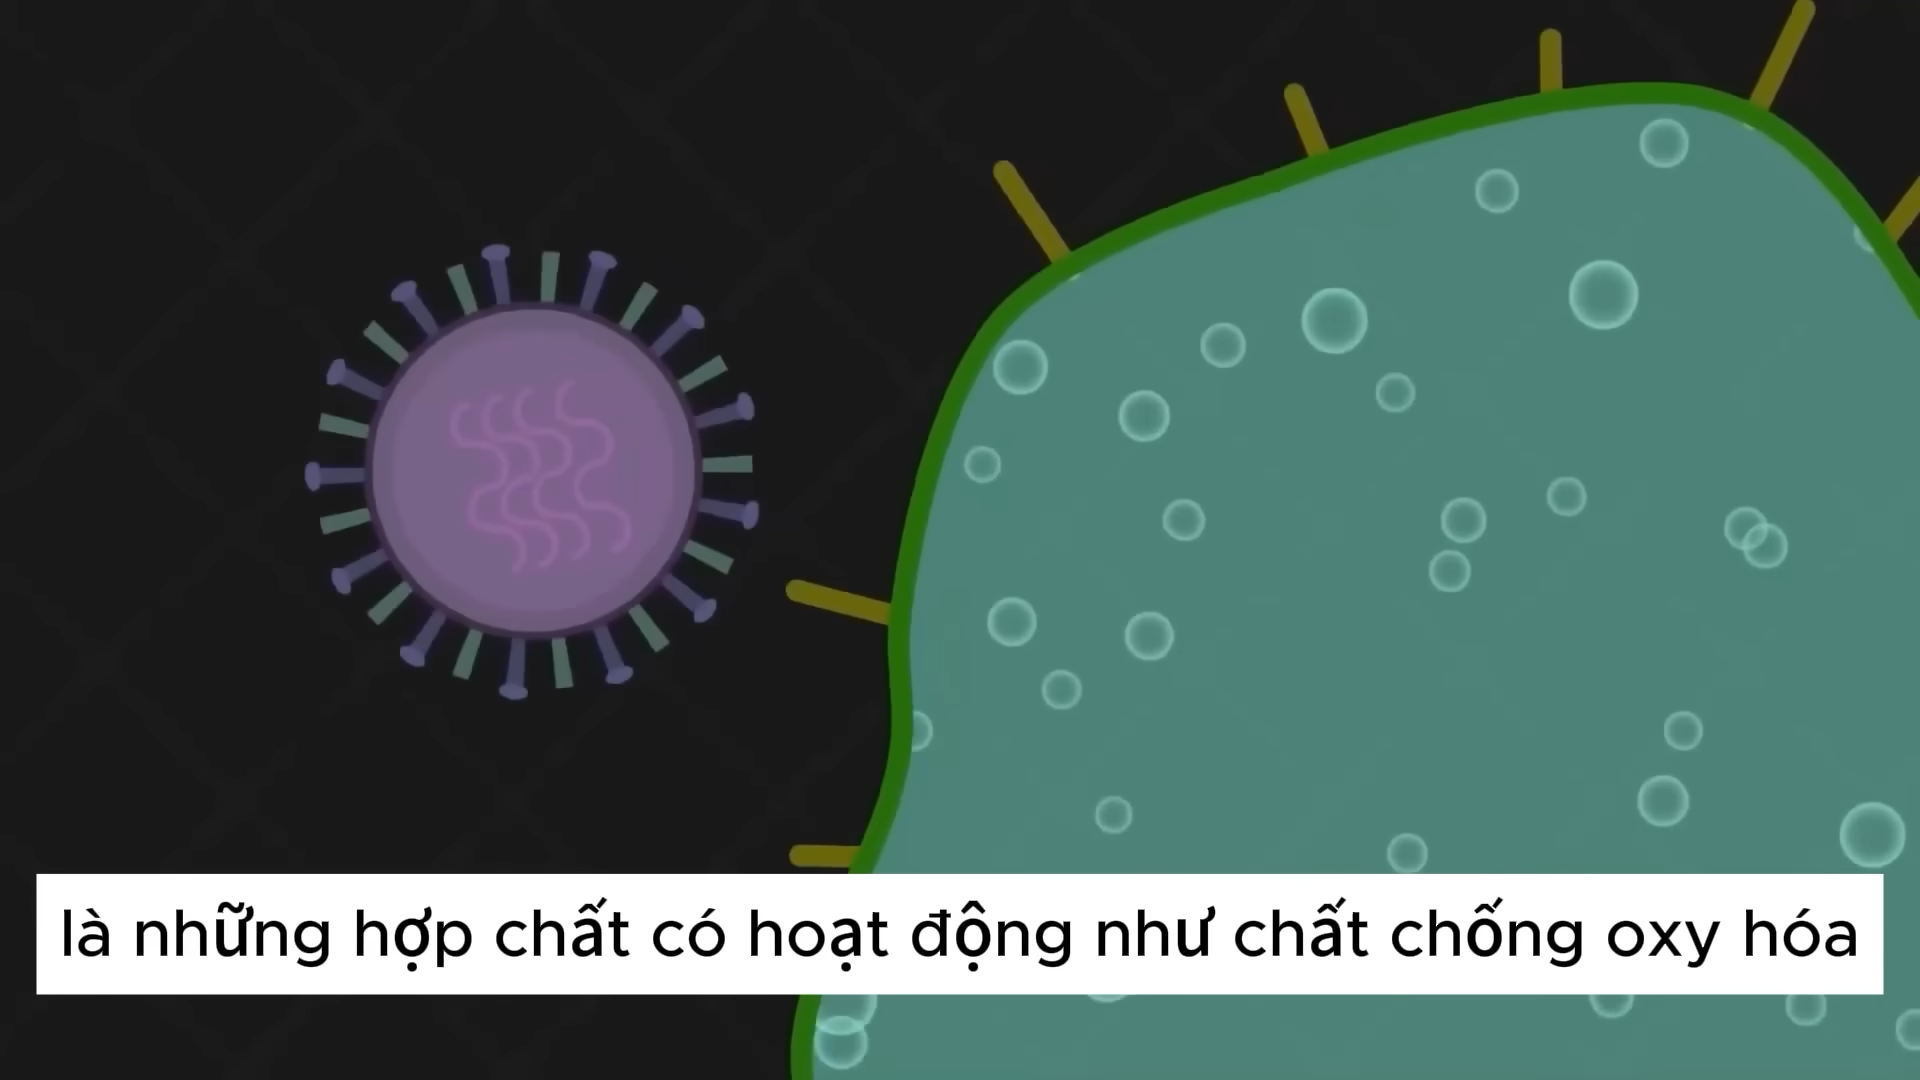 là những hợp chất có hoạt động như chất chống oxy hóa